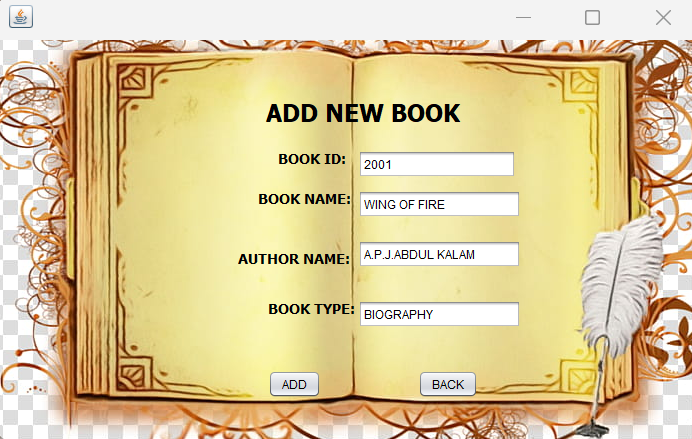 ADD NEW BOOK
BOOK ID: 2001
BOOK NAME: WING OF FIRE
AUTHOR NAME: A.P.J.ABDUL KALAM
BOOK TYPE: BIOGRAPHY
ADD BACK